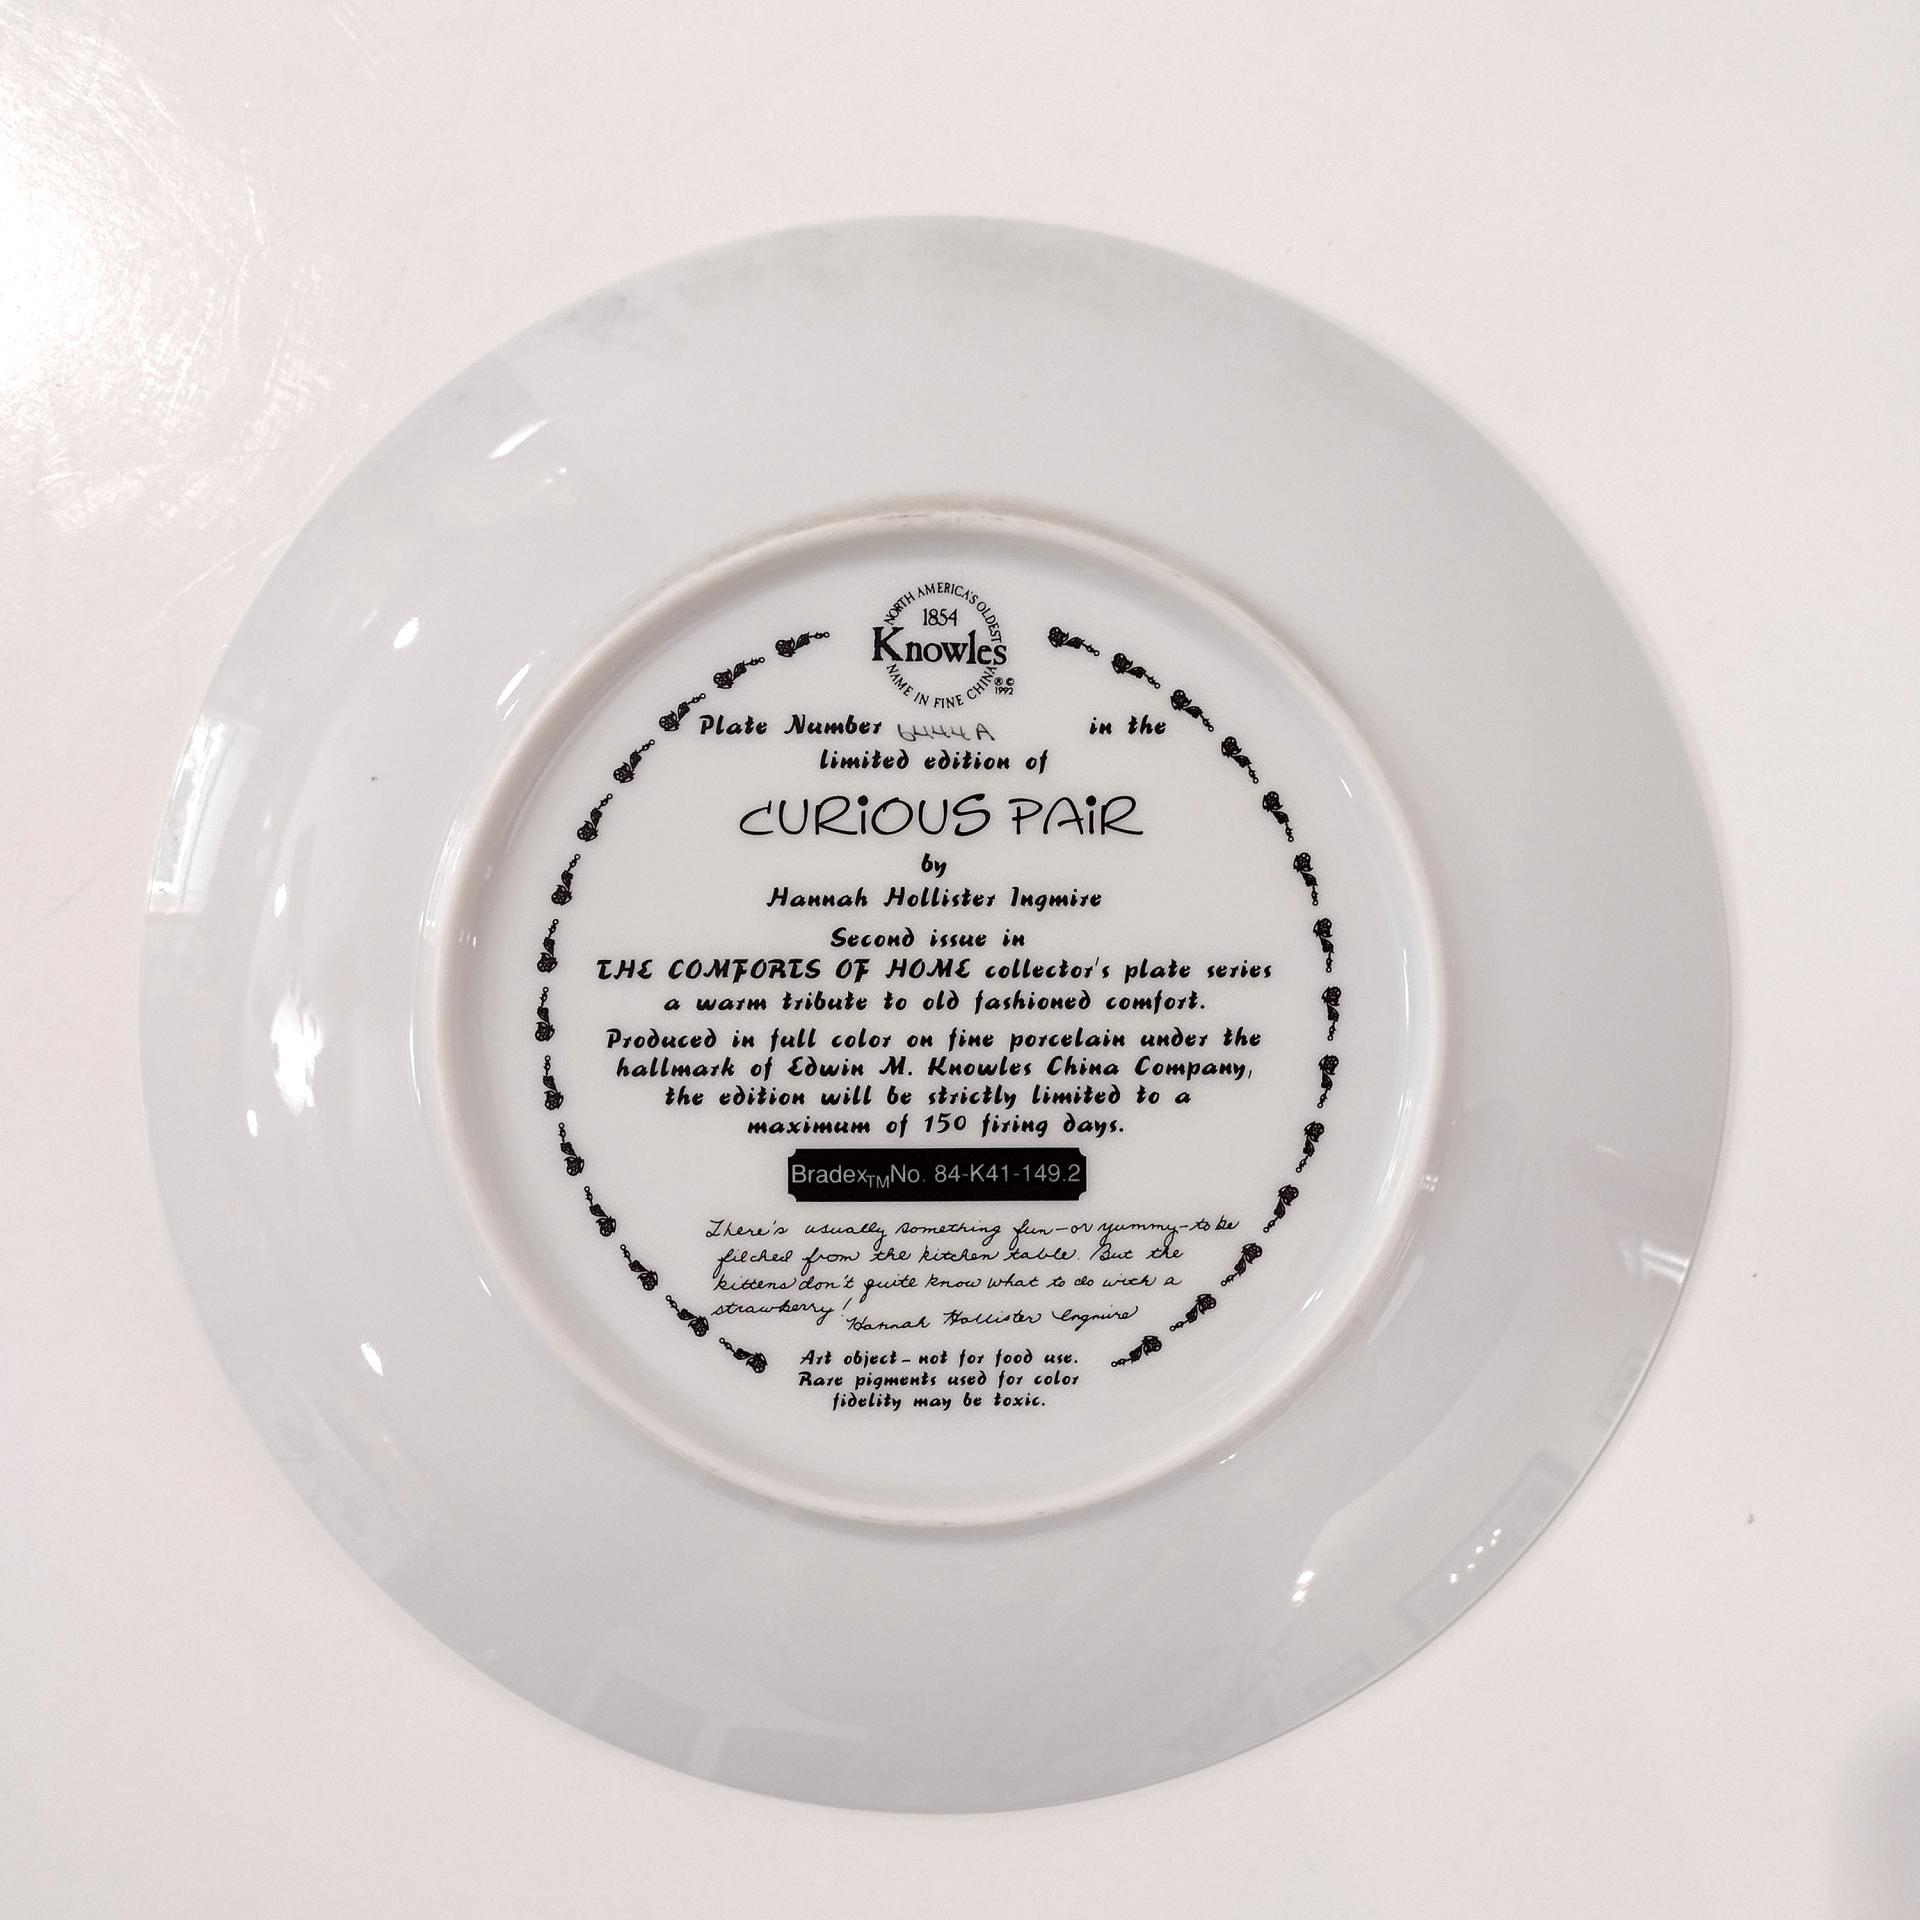 NORTH AMERICA'S OLDEST
1854
Knowles
NAME IN FINE CHINA
® ©
1992
Plate Number 6444A in the
limited edition of
CURiOUS PAiR
by
Hannah Hollister Ingmire
Second issue in
THE COMFORTS OF HOME collector's plate series
a warm tribute to old fashioned comfort.
Produced in full color on fine porcelain under the
hallmark of Edwin M. Knowles China Company,
the edition will be strictly limited to a
maximum of 150 firing days.
Bradex TM No. 84-K41-149.2
There's usually something fun—or yummy—to be
filched from the kitchen table. But the
kittens don't quite know what to do with a
strawberry!
Hannah Hollister Ingmire
Art object – not for food use.
Rare pigments used for color
fidelity may be toxic.